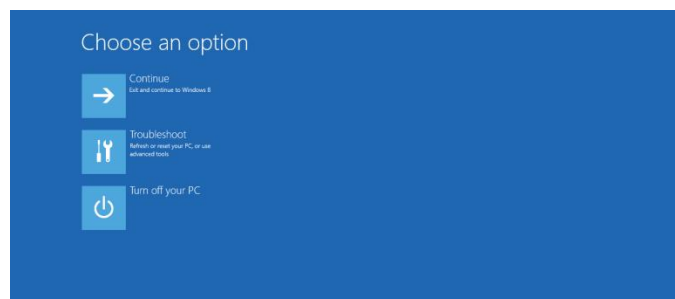 Choose an option
Continue
Exit and continue to Windows 8
Troubleshoot
Refresh or reset your PC, or use
advanced tools
Turn off your PC